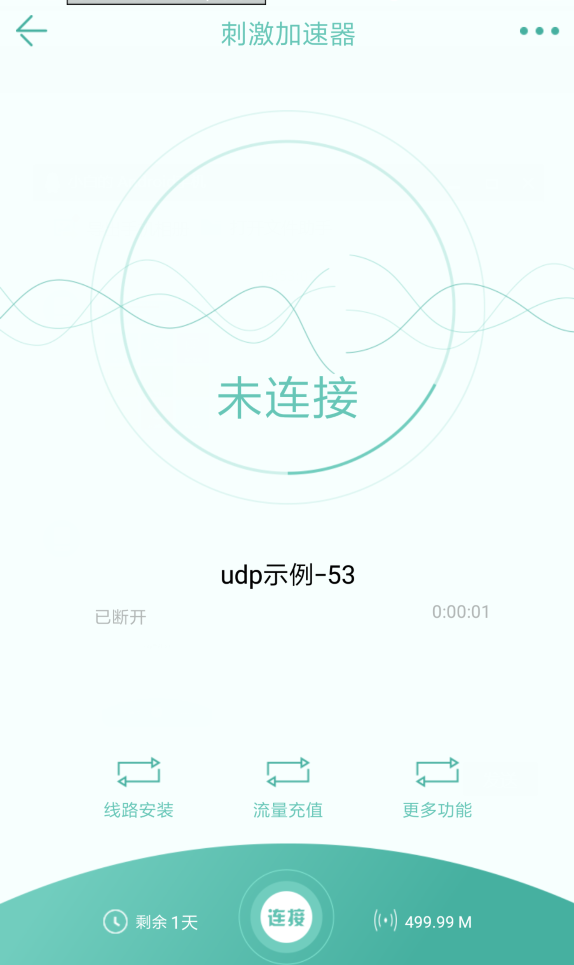 刺激加速器
未连接
udp示例-53
已断开 0:00:01
线路安装 流量充值 更多功能
剩余1天 连接 499.99 M